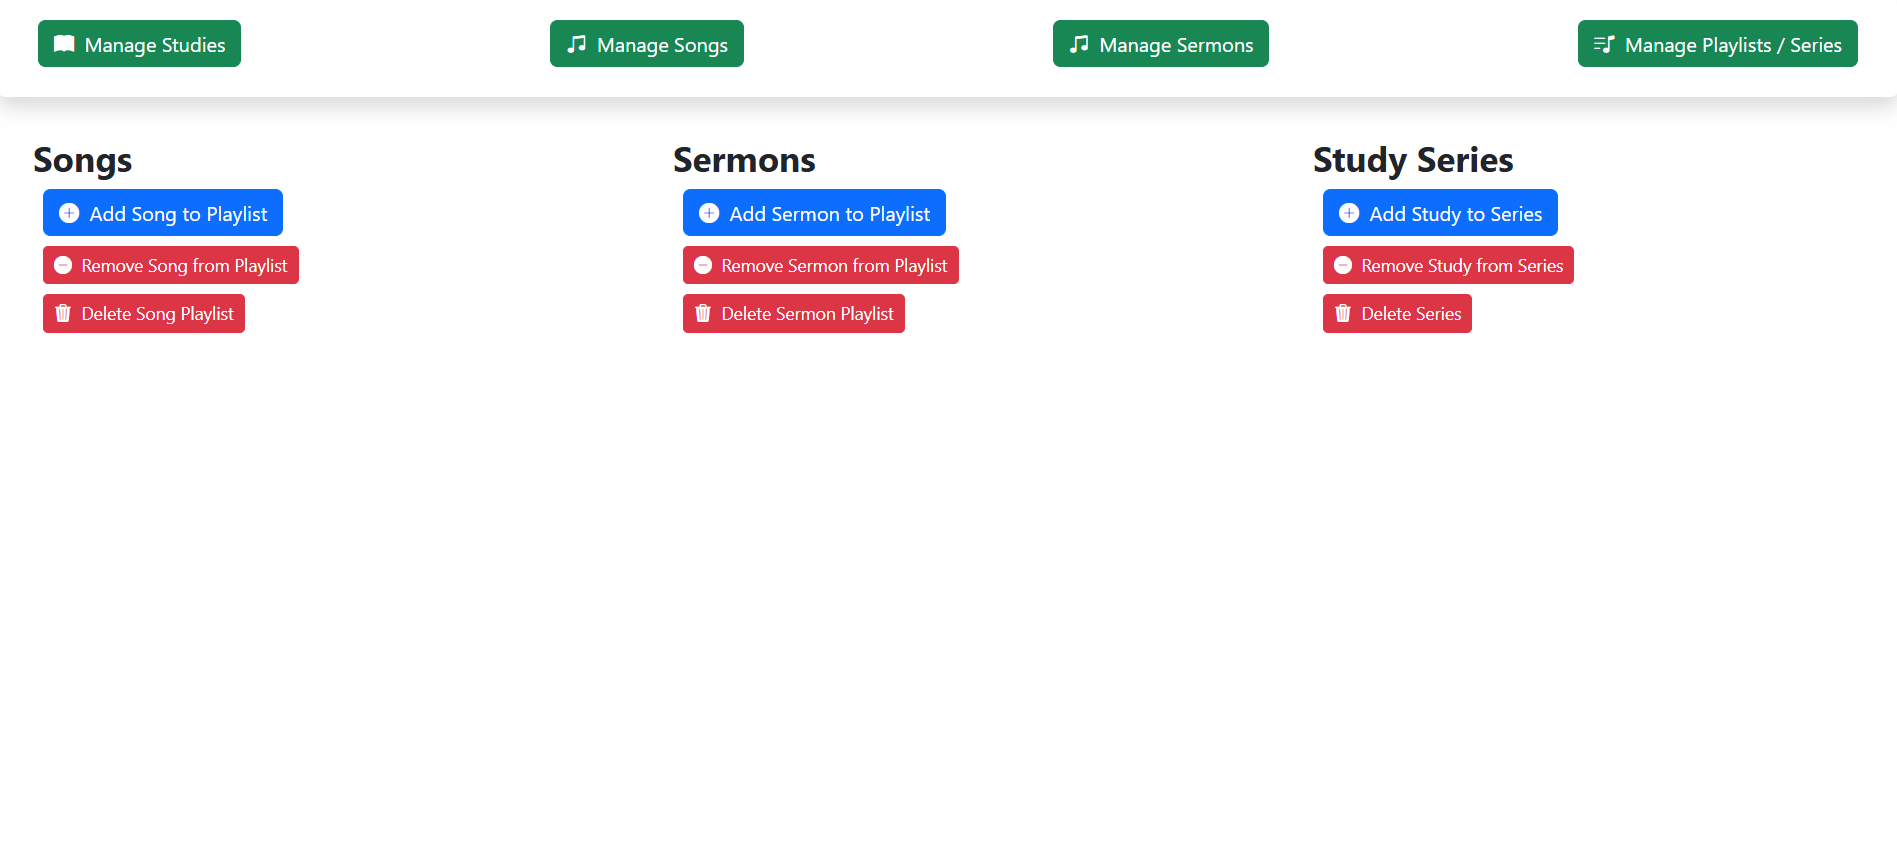 Manage Studies
Manage Songs
Manage Sermons
Manage Playlists / Series
Songs
Add Song to Playlist
Remove Song from Playlist
Delete Song Playlist
Sermons
Add Sermon to Playlist
Remove Sermon from Playlist
Delete Sermon Playlist
Study Series
Add Study to Series
Remove Study from Series
Delete Series